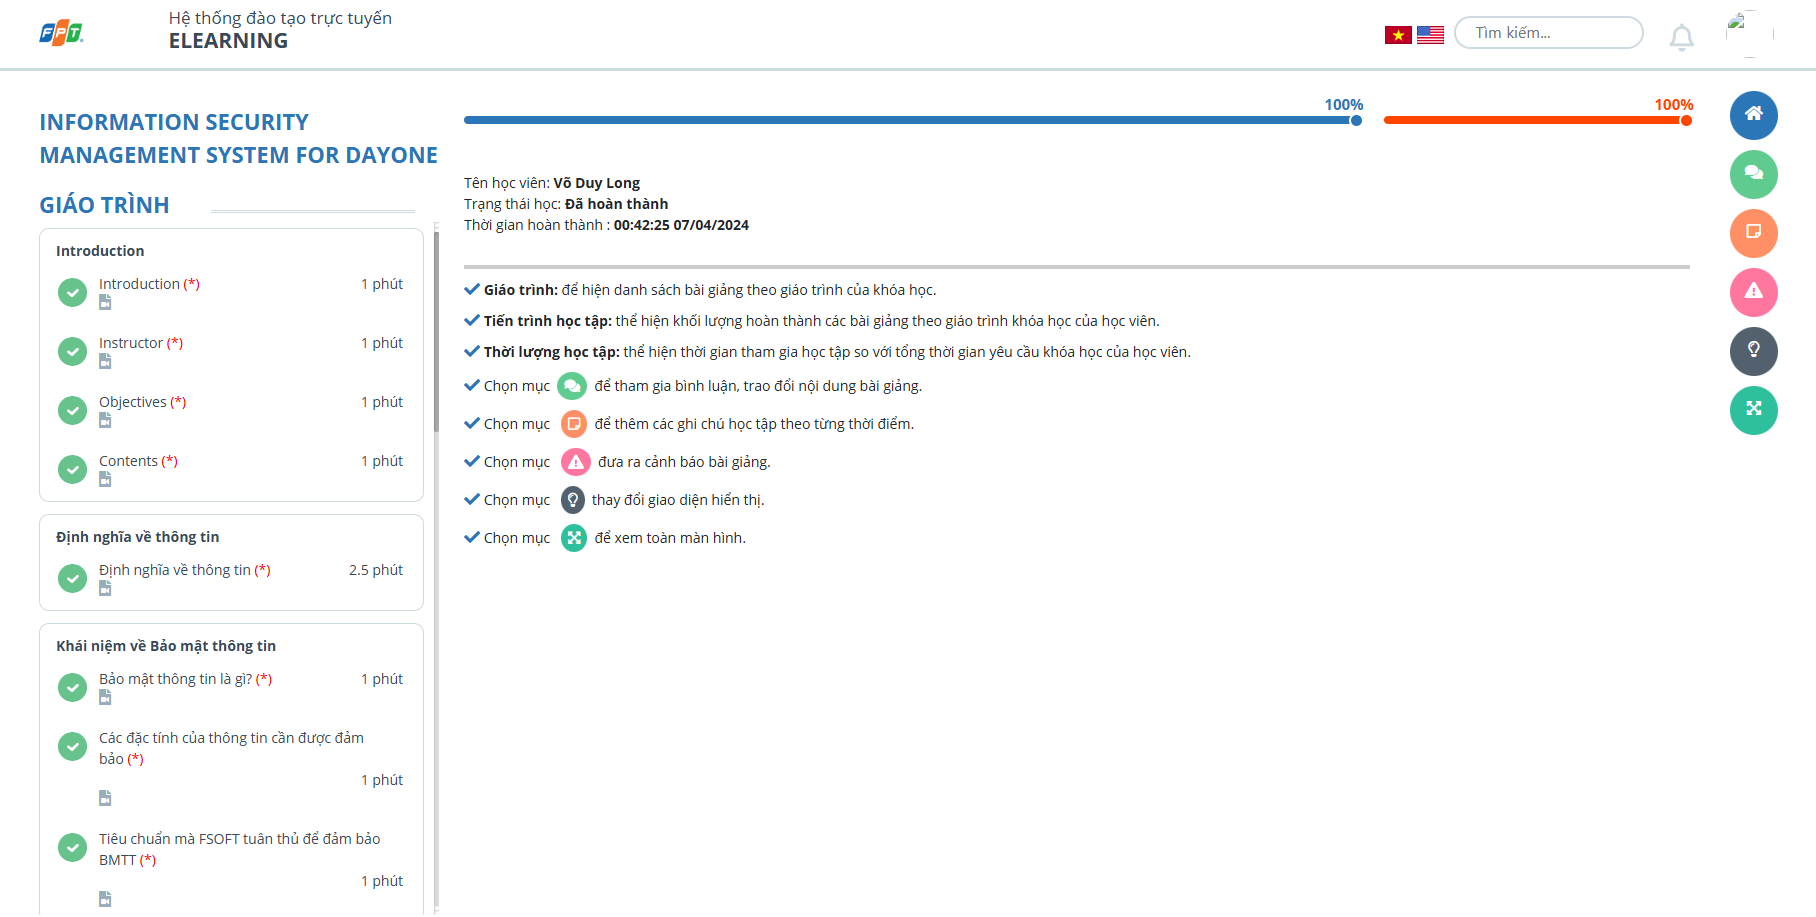 FPT
Hệ thống đào tạo trực tuyến
ELEARNING
Tìm kiếm...
INFORMATION SECURITY
MANAGEMENT SYSTEM FOR DAYONE
GIÁO TRÌNH
Introduction
Introduction (*) 1 phút
Instructor (*) 1 phút
Objectives (*) 1 phút
Contents (*) 1 phút
Định nghĩa về thông tin
Định nghĩa về thông tin (*) 2.5 phút
Khái niệm về Bảo mật thông tin
Bảo mật thông tin là gì? (*) 1 phút
Các đặc tính của thông tin cần được đảm
bảo (*)
1 phút
Tiêu chuẩn mà FSOFT tuân thủ để đảm bảo
BMTT (*)
1 phút
100%
100%
Tên học viên: Võ Duy Long
Trạng thái học: Đã hoàn thành
Thời gian hoàn thành : 00:42:25 07/04/2024
Giáo trình: để hiện danh sách bài giảng theo giáo trình của khóa học.
Tiến trình học tập: thể hiện khối lượng hoàn thành các bài giảng theo giáo trình khóa học của học viên.
Thời lượng học tập: thể hiện thời gian tham gia học tập so với tổng thời gian yêu cầu khóa học của học viên.
Chọn mục để tham gia bình luận, trao đổi nội dung bài giảng.
Chọn mục để thêm các ghi chú học tập theo từng thời điểm.
Chọn mục đưa ra cảnh báo bài giảng.
Chọn mục thay đổi giao diện hiển thị.
Chọn mục để xem toàn màn hình.